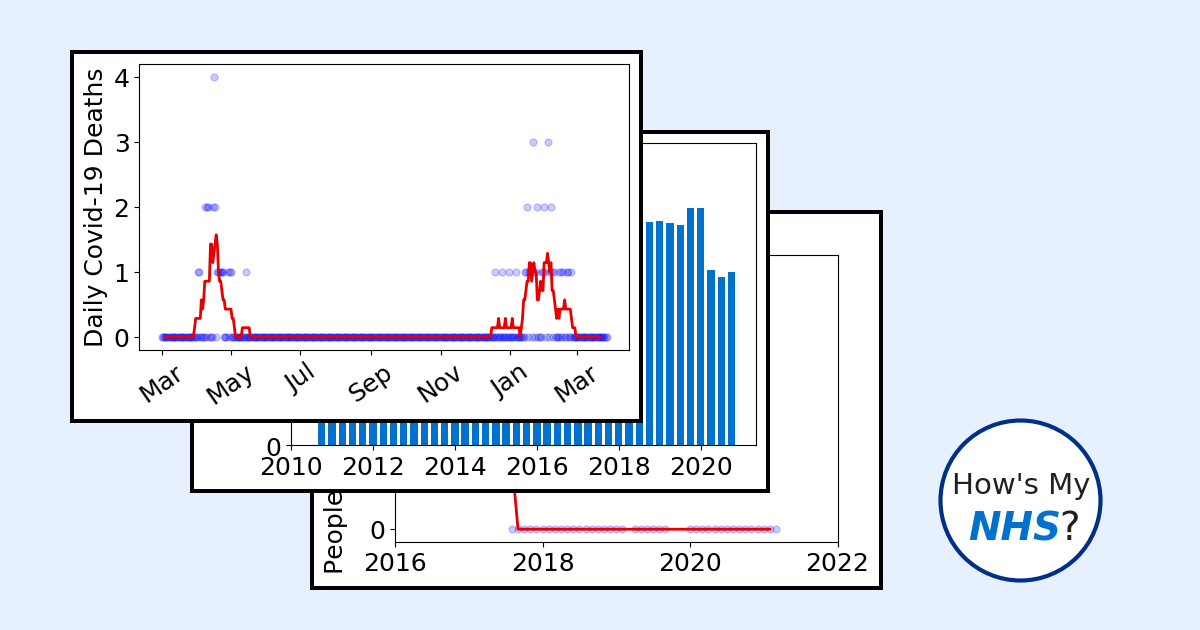 Daily Covid-19 Deaths
4
3
2
1
0
Mar May Jul Sep Nov Jan Mar
0
2010 2012 2014 2016 2018 2020
People
0
2016 2018 2020 2022
How's My
NHS?